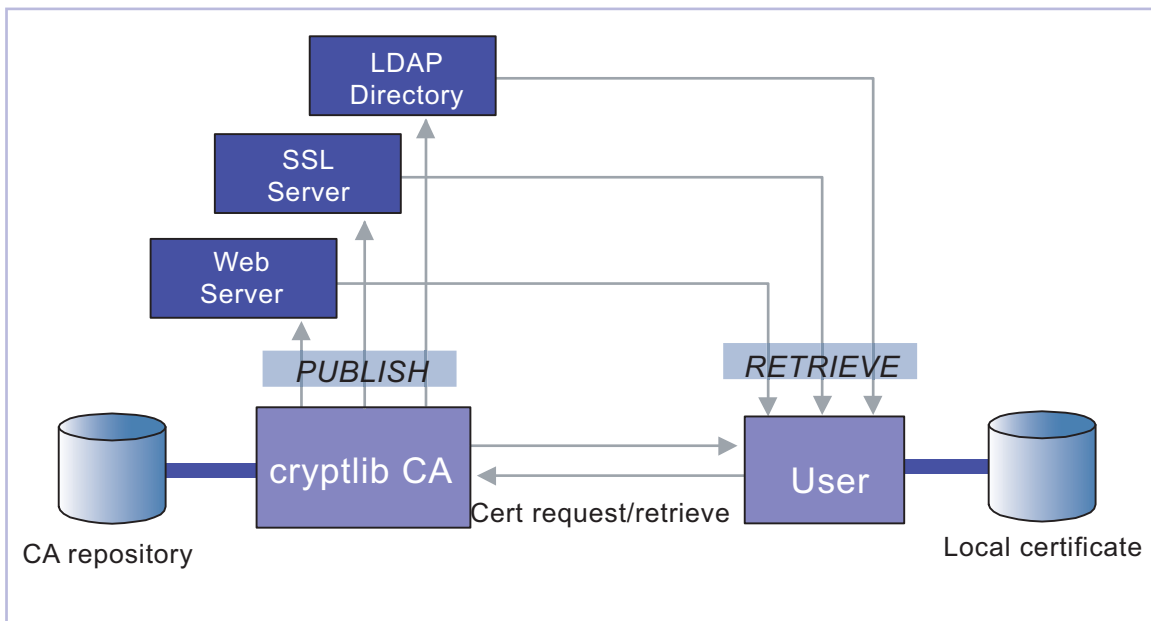 LDAP
Directory
SSL
Server
Web
Server
PUBLISH
RETRIEVE
cryptlib CA
User
Cert request/retrieve
CA repository
Local certificate